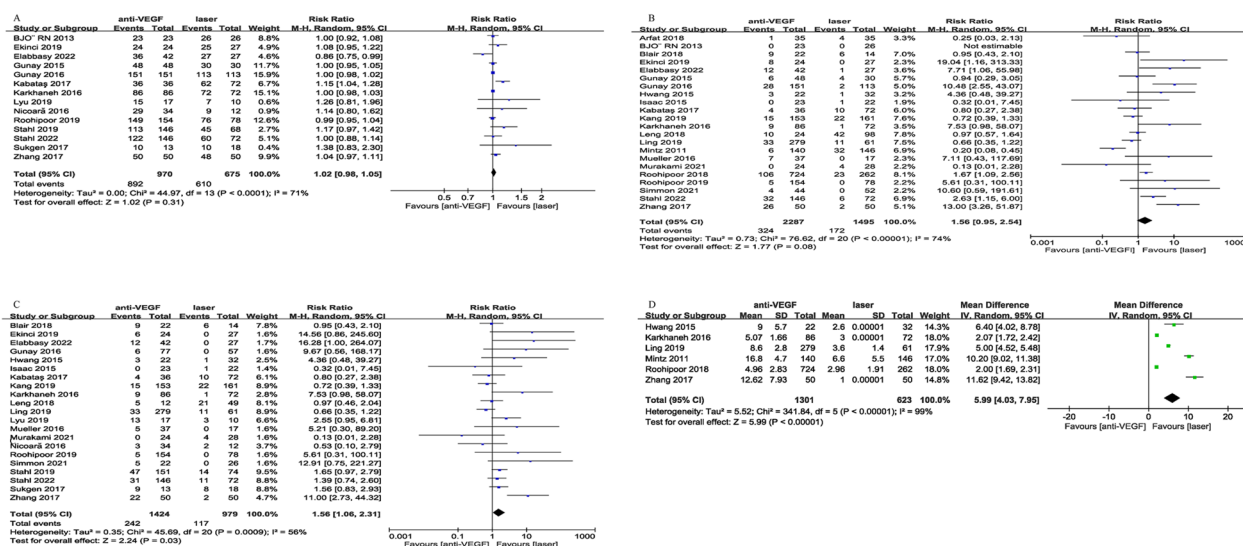 A
anti-VEGF laser Risk Ratio Risk Ratio
Study or Subgroup Events Total Events Total Weight M-H, Random, 95% CI M-H, Random, 95% CI
BJO¨ RN 2013 23 23 26 26 8.8% 1.00 [0.92, 1.08]
Ekinci 2019 24 24 25 27 4.9% 1.08 [0.95, 1.22]
Elabbasy 2022 36 42 27 27 4.2% 0.86 [0.75, 0.99]
Gunay 2015 48 48 30 30 13.4% 1.00 [0.95, 1.05]
Gunay 2016 151 151 113 113 17.4% 1.00 [0.98, 1.02]
Kabataş 2017 36 36 62 72 7.3% 1.15 [1.04, 1.28]
Karkhaneh 2016 86 86 72 72 16.7% 1.00 [0.98, 1.03]
Lyu 2019 15 17 7 10 0.4% 1.26 [0.81, 1.96]
Nicoară 2016 29 34 9 12 0.6% 1.14 [0.80, 1.62]
Roohipoor 2019 149 154 76 78 14.0% 0.99 [0.95, 1.04]
Stahl 2019 113 146 45 68 2.3% 1.17 [0.97, 1.42]
Stahl 2022 122 146 60 72 4.4% 1.00 [0.88, 1.14]
Sukgen 2017 10 13 10 18 0.3% 1.38 [0.83, 2.30]
Zhang 2017 50 50 48 50 5.3% 1.04 [0.97, 1.11]
Total (95% CI) 970 675 100.0% 1.02 [0.98, 1.05]
Total events 892 610
Heterogeneity: Tau² = 0.00; Chi² = 44.97, df = 13 (P < 0.0001); I² = 71%
Test for overall effect: Z = 1.02 (P = 0.31)
0.5 0.7 1 1.5 2
Favours [anti-VEGF] Favours [laser]
B
anti-VEGF laser Risk Ratio Risk Ratio
Study or Subgroup Events Total Events Total Weight M-H, Random, 95% CI M-H, Random, 95% CI
Arfat 2018 1 35 4 35 3.3% 0.25 [0.03, 2.13]
BJO¨ RN 2013 0 23 0 26 Not estimable
Blair 2018 9 22 6 14 0.95 [0.43, 2.10]
Ekinci 2019 8 24 0 27 19.04 [1.16, 313.33]
Elabbasy 2022 12 42 1 27 7.71 [1.06, 55.98]
Gunay 2015 6 48 4 30 0.94 [0.29, 3.05]
Gunay 2016 28 151 2 113 10.48 [2.55, 43.07]
Hwang 2015 3 22 1 32 4.36 [0.48, 39.27]
Isaac 2015 0 23 1 22 0.32 [0.01, 7.45]
Kabataş 2017 4 36 10 72 0.80 [0.27, 2.38]
Kang 2019 15 153 22 161 0.72 [0.39, 1.33]
Karkhaneh 2016 9 86 1 72 7.53 [0.98, 58.07]
Leng 2018 10 24 42 98 0.97 [0.57, 1.64]
Ling 2019 33 279 11 61 0.66 [0.35, 1.22]
Mintz 2011 6 140 32 146 0.20 [0.08, 0.45]
Mueller 2016 7 37 0 17 7.11 [0.43, 117.69]
Murakami 2021 0 24 4 28 0.13 [0.01, 2.28]
Roohipoor 2018 106 724 23 262 1.67 [1.09, 2.56]
Roohipoor 2019 5 154 0 78 5.61 [0.31, 100.11]
Simmon 2021 4 44 0 52 10.60 [0.59, 191.61]
Stahl 2022 32 146 6 72 2.63 [1.15, 6.00]
Zhang 2017 26 50 2 50 13.00 [3.26, 51.87]
Total (95% CI) 2287 1495 100.0% 1.56 [0.95, 2.54]
Total events 324 172
Heterogeneity: Tau² = 0.73; Chi² = 76.62, df = 20 (P < 0.00001); I² = 74%
Test for overall effect: Z = 1.77 (P = 0.08)
0.001 0.1 1 10 1000
Favours [anti-VEGF] Favours [laser]
C
anti-VEGF laser Risk Ratio Risk Ratio
Study or Subgroup Events Total Events Total Weight M-H, Random, 95% CI M-H, Random, 95% CI
Blair 2018 9 22 6 14 7.8% 0.95 [0.43, 2.10]
Ekinci 2019 6 24 0 27 1.6% 14.56 [0.86, 245.60]
Elabbasy 2022 12 42 0 27 1.7% 16.28 [1.00, 264.07]
Gunay 2016 6 77 0 57 1.6% 9.67 [0.56, 168.17]
Hwang 2015 3 22 1 32 2.5% 4.36 [0.48, 39.27]
Isaac 2015 0 23 1 22 1.4% 0.32 [0.01, 7.45]
Kabatas 2017 4 36 10 72 6.0% 0.80 [0.27, 2.38]
Kang 2019 15 153 22 161 9.3% 0.72 [0.39, 1.33]
Karkhaneh 2016 9 86 1 72 2.8% 7.53 [0.98, 58.07]
Leng 2018 5 12 21 49 8.4% 0.97 [0.46, 2.04]
Ling 2019 33 279 11 61 9.2% 0.66 [0.35, 1.22]
Lyu 2019 13 17 3 10 6.7% 2.55 [0.95, 6.81]
Mueller 2016 5 37 0 17 1.6% 5.21 [0.30, 89.20]
Murakami 2021 0 24 4 28 1.6% 0.13 [0.01, 2.28]
Nicoară 2016 3 34 2 12 3.7% 0.53 [0.10, 2.79]
Roohipoor 2019 5 154 0 78 1.6% 5.61 [0.31, 100.11]
Simmon 2021 5 22 0 26 1.6% 12.91 [0.75, 221.27]
Stahl 2019 47 151 14 74 9.8% 1.65 [0.97, 2.79]
Stahl 2022 31 146 11 72 9.1% 1.39 [0.74, 2.60]
Sukgen 2017 9 13 8 18 9.1% 1.56 [0.83, 2.93]
Zhang 2017 22 50 2 50 4.7% 11.00 [2.73, 44.32]
Total (95% CI) 1424 979 100.0% 1.56 [1.06, 2.31]
Total events 242 117
Heterogeneity: Tau² = 0.35; Chi² = 45.69, df = 20 (P = 0.0009); I² = 56%
Test for overall effect: Z = 2.24 (P = 0.03)
0.001 0.1 1 10 1000
Favours [anti-VEGF] Favours [laser]
D
anti-VEGF laser Mean Difference Mean Difference
Study or Subgroup Mean SD Total Mean SD Total Weight IV, Random, 95% CI IV, Random, 95% CI
Hwang 2015 9 5.7 22 2.6 0.00001 32 14.3% 6.40 [4.02, 8.78]
Karkhaneh 2016 5.07 1.66 86 3 0.00001 72 17.9% 2.07 [1.72, 2.42]
Ling 2019 8.6 2.8 279 3.6 1.4 61 17.8% 5.00 [4.52, 5.48]
Mintz 2011 16.8 4.7 140 6.6 5.5 146 17.2% 10.20 [9.02, 11.38]
Roohipoor 2018 4.96 2.83 724 2.96 1.91 262 17.9% 2.00 [1.69, 2.31]
Zhang 2017 12.62 7.93 50 1 0.00001 50 14.8% 11.62 [9.42, 13.82]
Total (95% CI) 1301 623 100.0% 5.99 [4.03, 7.95]
Heterogeneity: Tau² = 5.52; Chi² = 341.84, df = 5 (P < 0.00001); I² = 99%
Test for overall effect: Z = 5.99 (P < 0.00001)
-20 -10 0 10 20
Favours [anti-VEGF] Favours [laser]